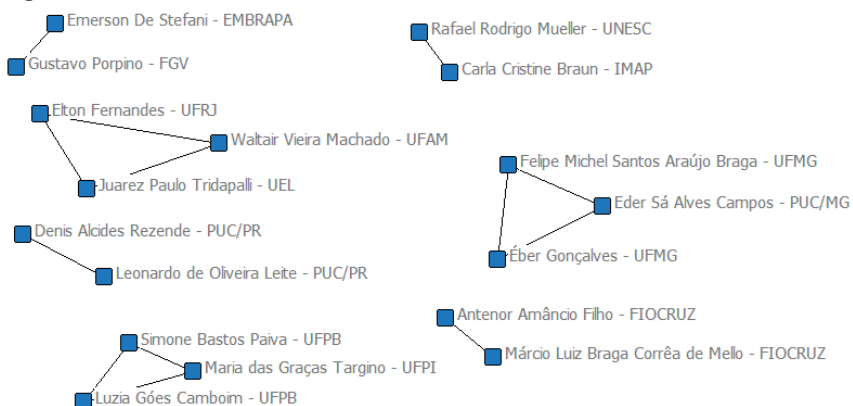 Emerson De Stefani - EMBRAPA
Gustavo Porpino - FGV
Rafael Rodrigo Mueller - UNESC
Carla Cristine Braun - IMAP
Elton Fernandes - UFRJ
Waltair Vieira Machado - UFAM
Juarez Paulo Tridapalli - UEL
Felipe Michel Santos Araújo Braga - UFMG
Eder Sá Alves Campos - PUC/MG
Éber Gonçalves - UFMG
Denis Alcides Rezende - PUC/PR
Leonardo de Oliveira Leite - PUC/PR
Antenor Amâncio Filho - FIOCRUZ
Márcio Luiz Braga Corrêa de Mello - FIOCRUZ
Simone Bastos Paiva - UFPB
Maria das Graças Targino - UFPI
Luzia Góes Camboim - UFPB